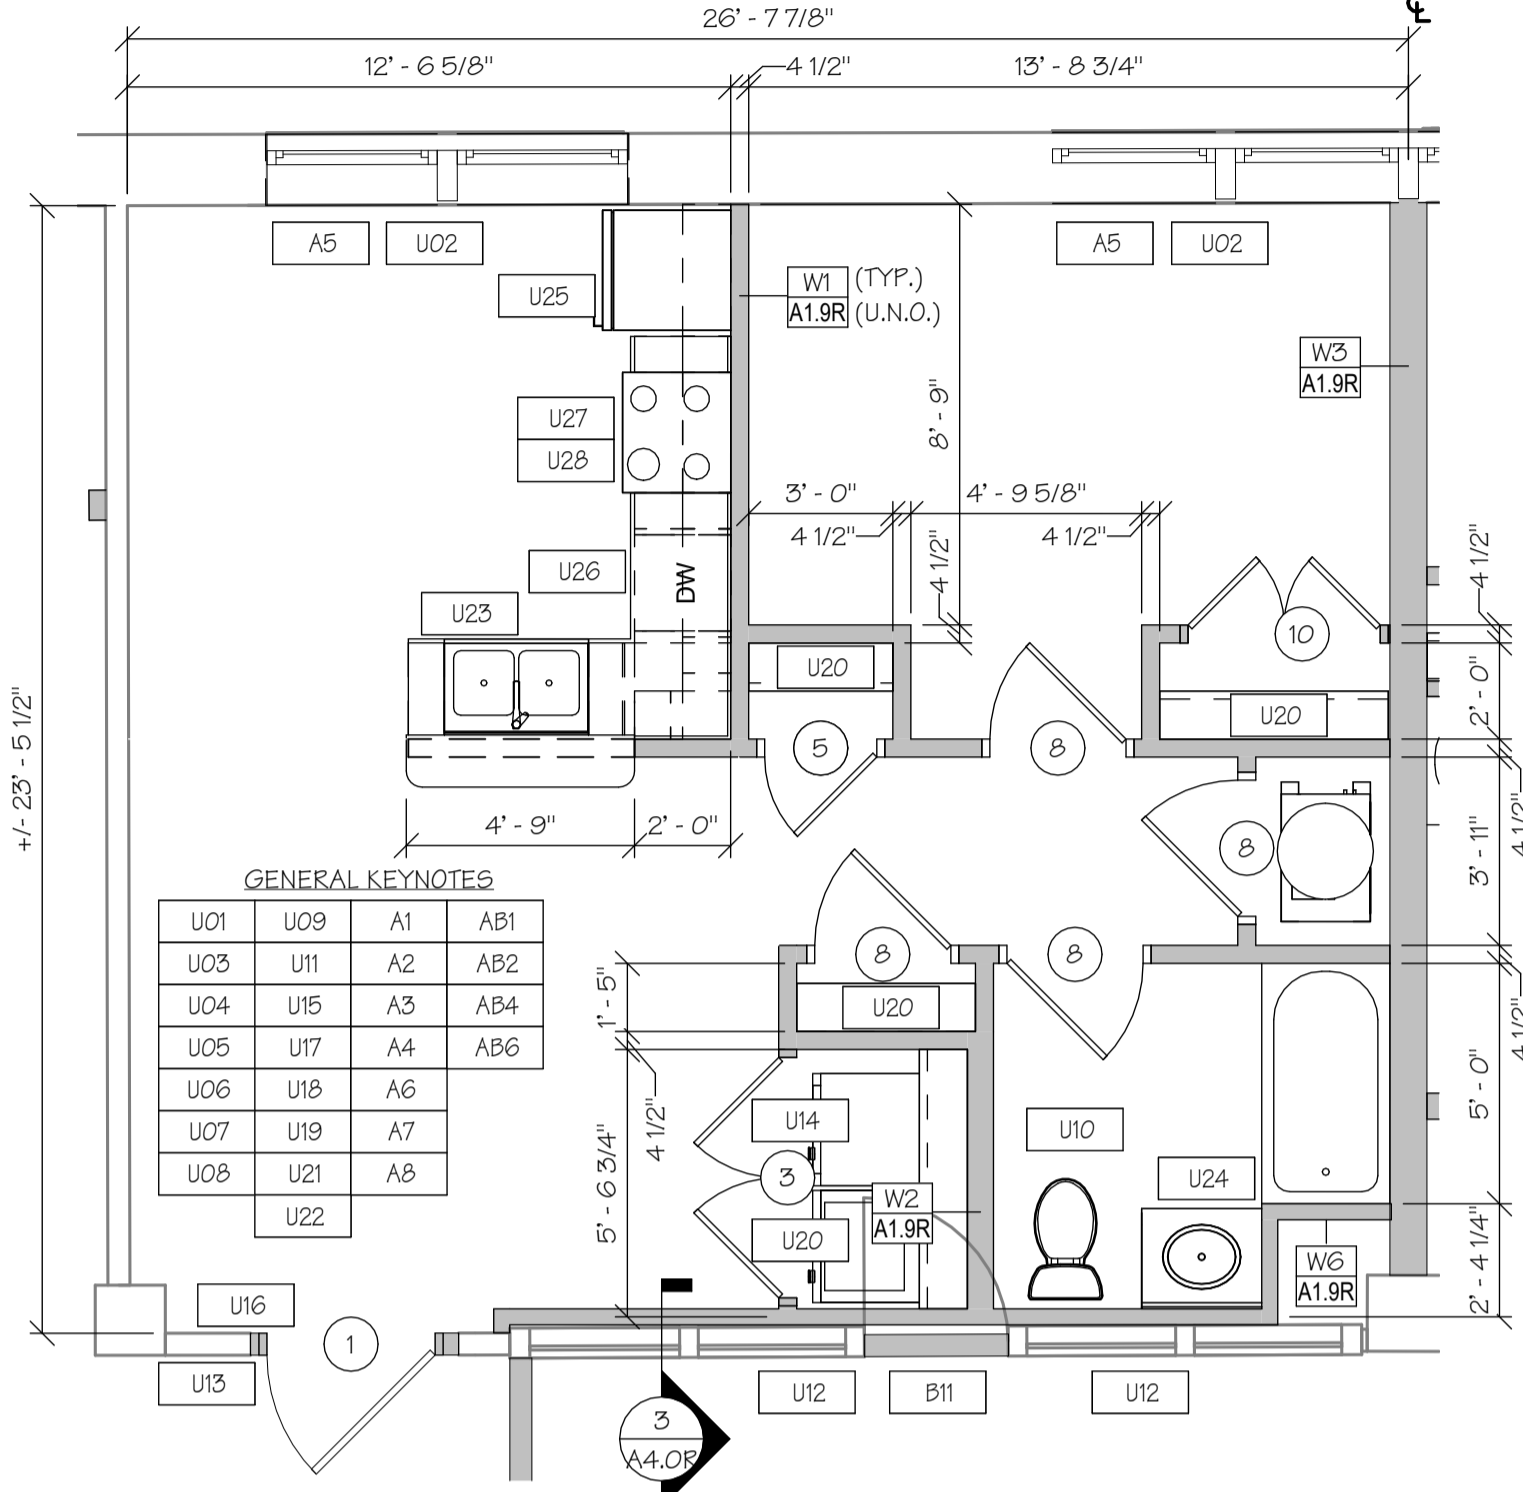 ℄
26' - 7 7/8"
12' - 6 5/8"
4 1/2"
13' - 8 3/4"
A5
U02
A5
U02
U25
W1 (TYP.)
A1.9R (U.N.O.)
W3
A1.9R
8' - 9"
U27
U28
3' - 0"
4' - 9 5/8"
4 1/2"
4 1/2"
4 1/2"
4 1/2"
U26
DW
U23
10
U20
U20
2' - 0"
5
8
+/- 23' - 5 1/2"
4' - 9"
2' - 0"
8
3' - 11"
4 1/2"
GENERAL KEYNOTES
U01 U09 A1 AB1
U03 U11 A2 AB2
U04 U15 A3 AB4
U05 U17 A4 AB6
U06 U18 A6
U07 U19 A7
U08 U21 A8
U22
8
8
U20
1' - 5"
4 1/2"
4 1/2"
5' - 6 3/4"
U14
U10
5' - 0"
3
U24
W2
A1.9R
U20
W6
A1.9R
2' - 4 1/4"
U16
1
U13
U12
B11
U12
3
A4.0R